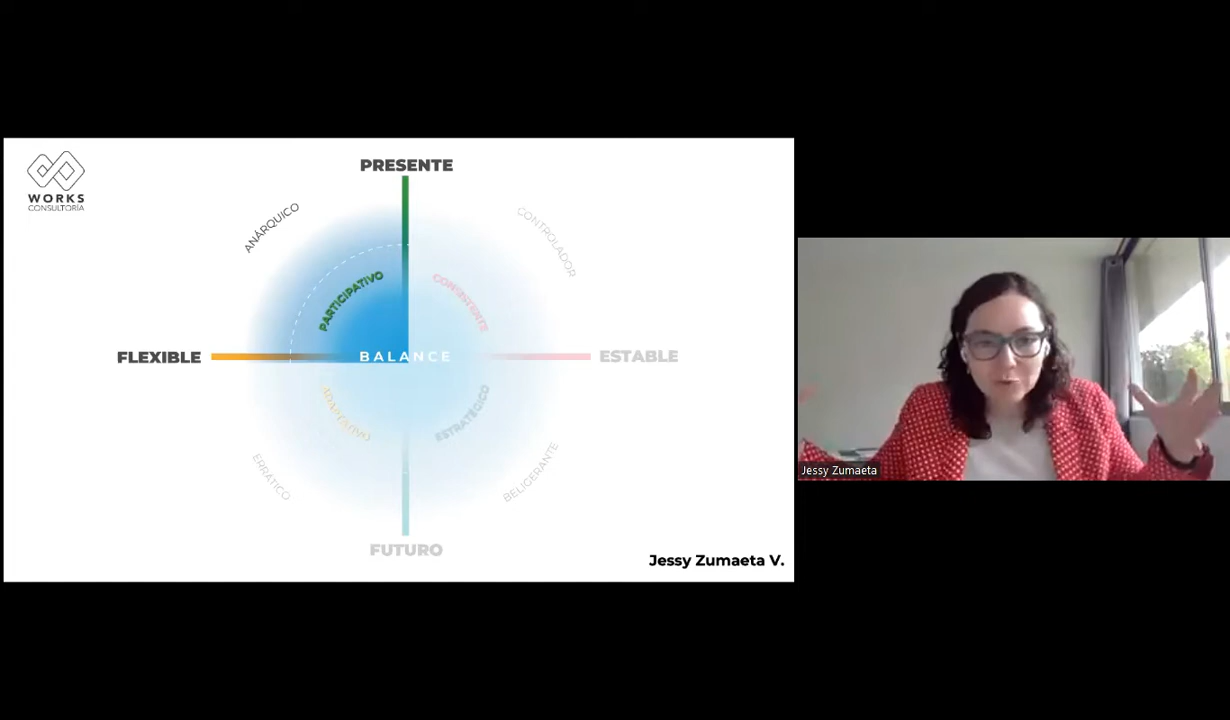 WORKS
CONSULTORÍA
PRESENTE
ANÁRQUICO
CONTROLADOR
PARTICIPATIVO
CONSISTENTE
FLEXIBLE
BALANCE
ESTABLE
ADAPTATIVO
ESTRATÉGICO
ERRÁTICO
BELIGERANTE
FUTURO
Jessy Zumaeta V.
Jessy Zumaeta